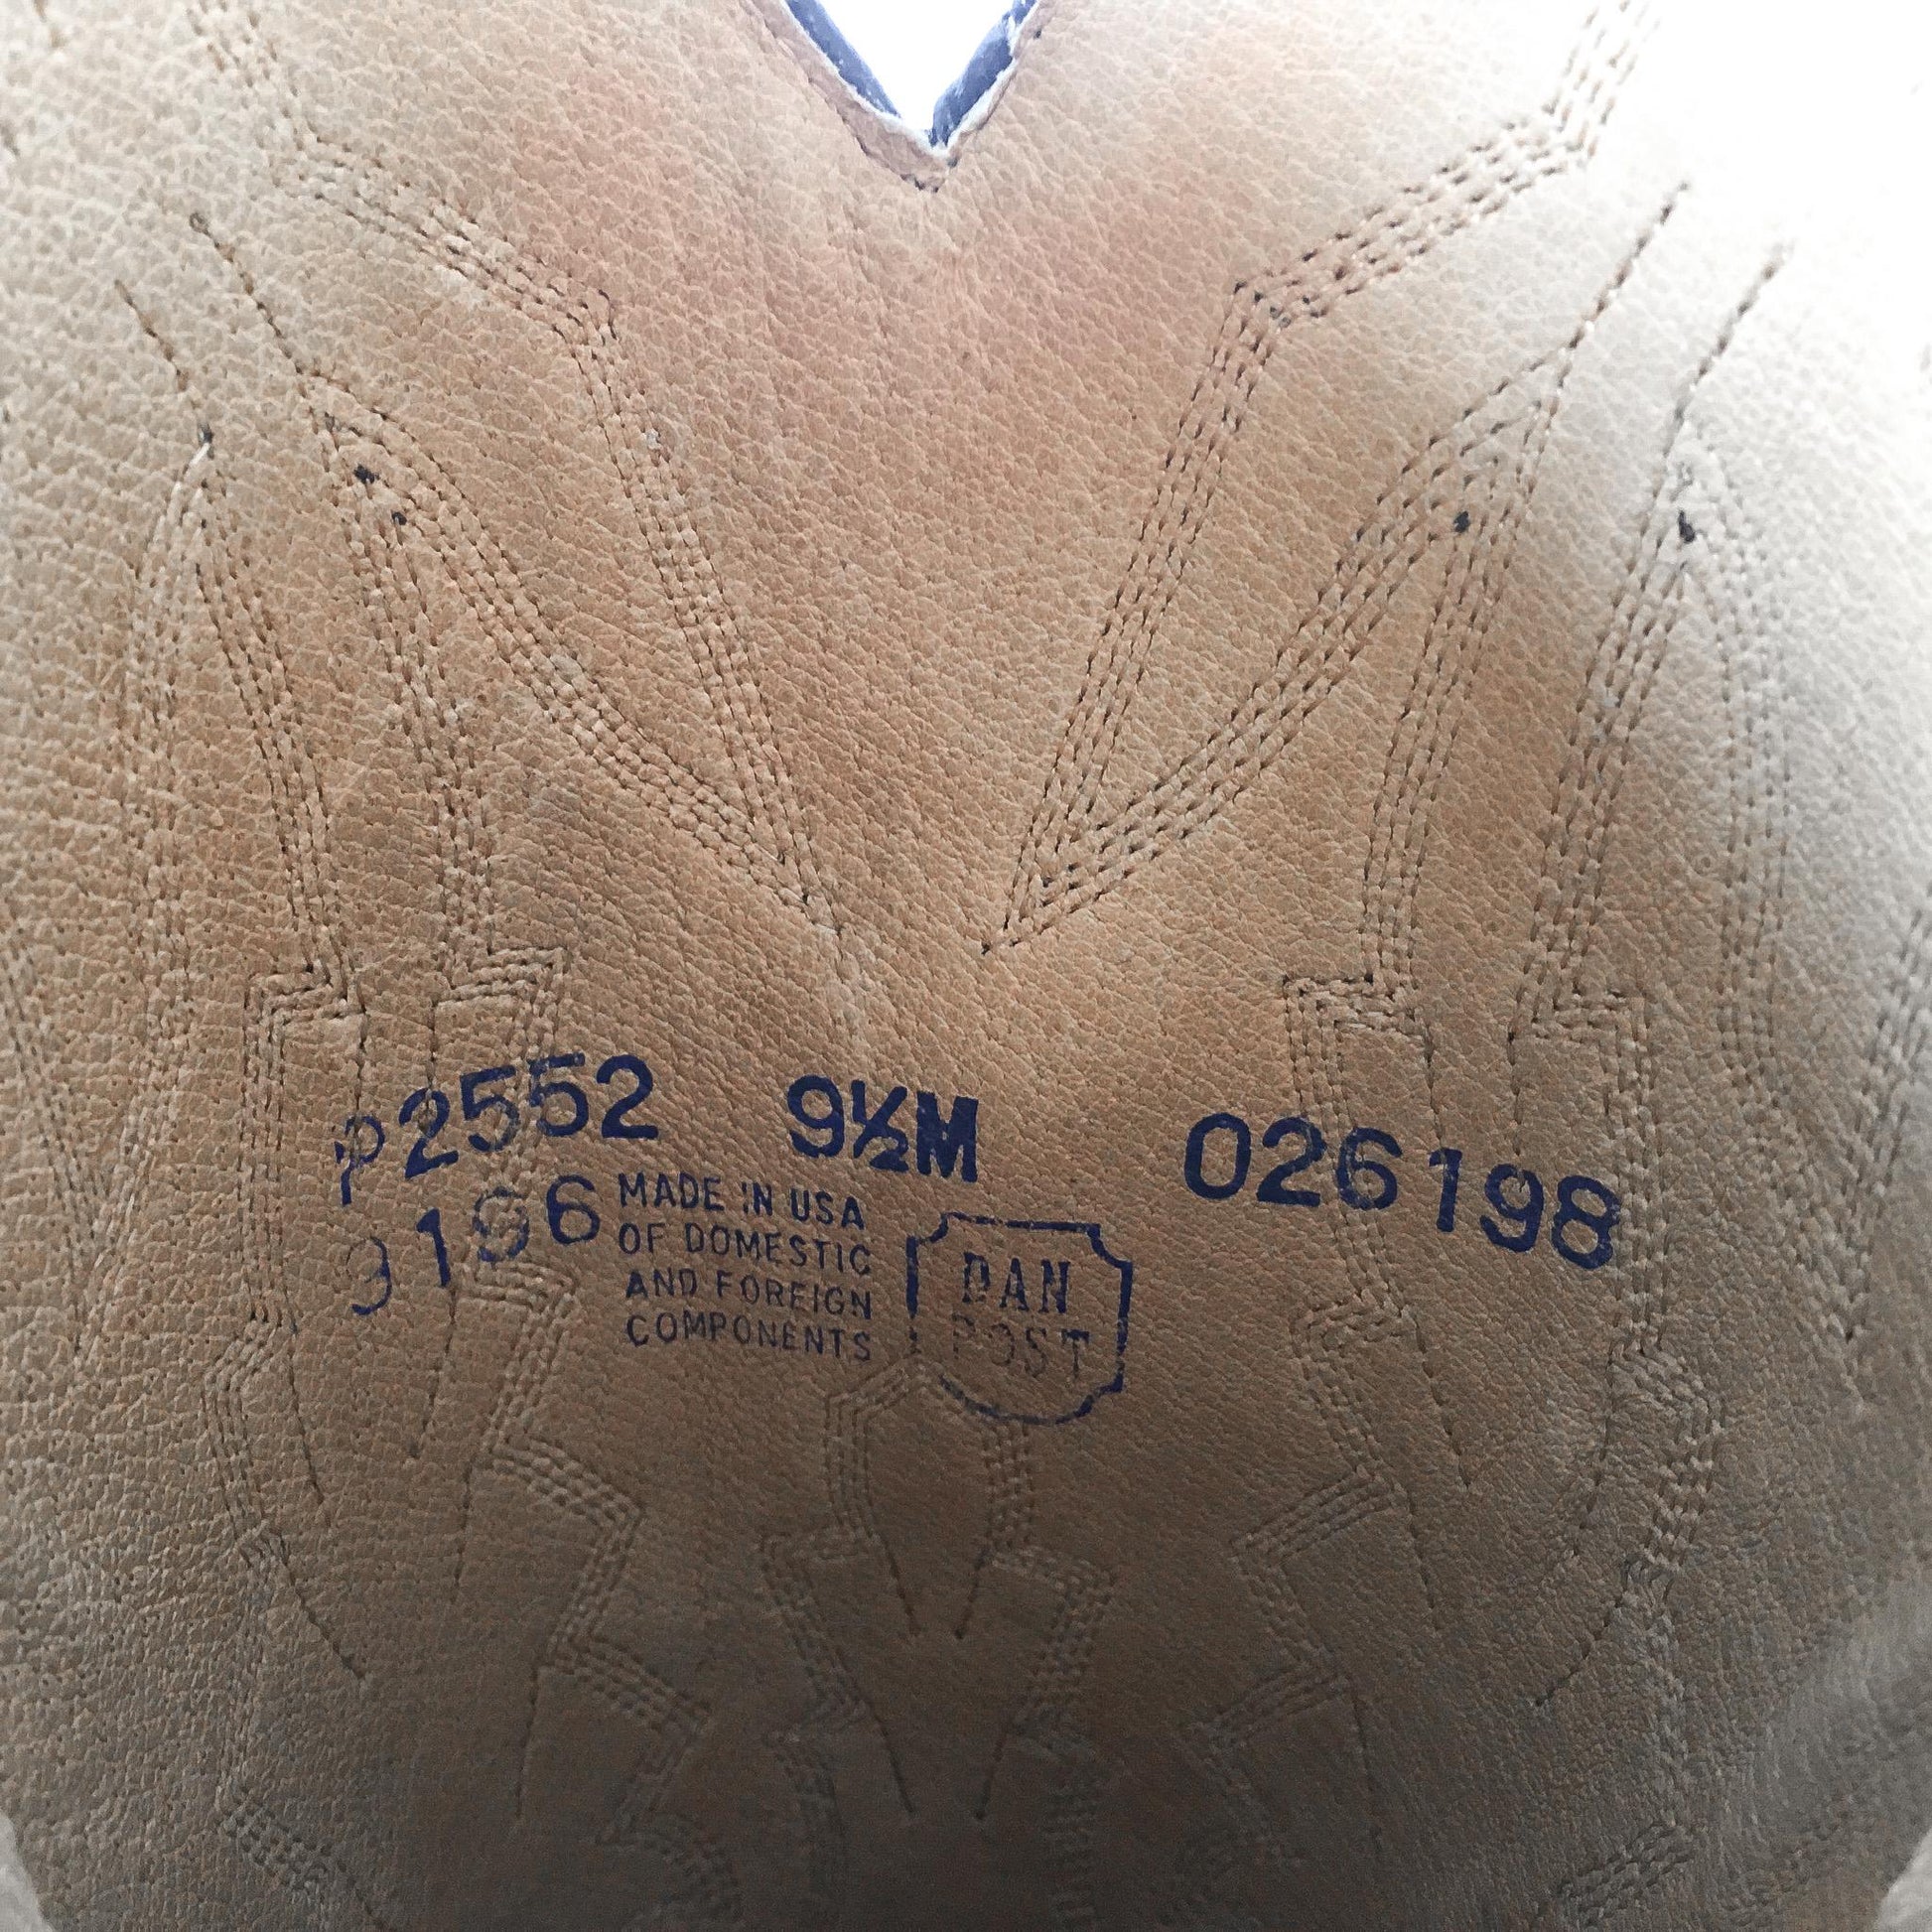 P2552 9½M 026198
3196 MADE IN USA
OF DOMESTIC
AND FOREIGN
COMPONENTS
DAN
POST